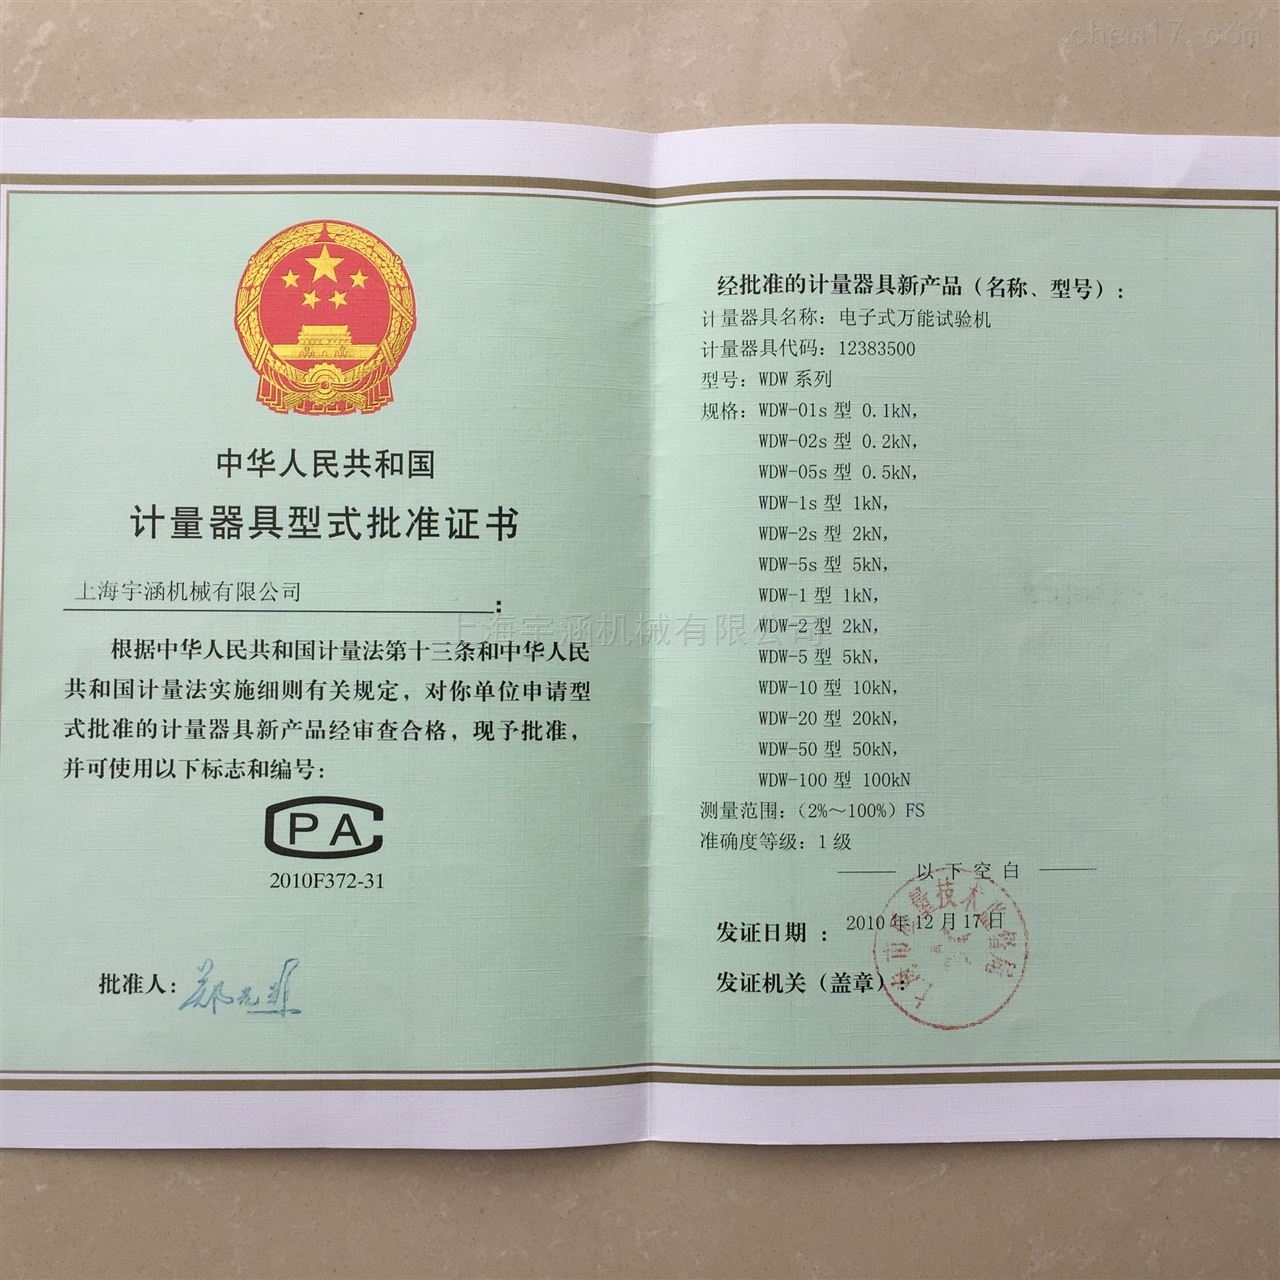 chem17.com
中华人民共和国
计量器具型式批准证书
上海宇涵机械有限公司:
根据中华人民共和国计量法第十三条和中华人民
共和国计量法实施细则有关规定，对你单位申请型
式批准的计量器具新产品经审查合格，现予批准，
并可使用以下标志和编号：
CPA
2010F372-31
批准人：
经批准的计量器具新产品（名称、型号）：
计量器具名称：电子式万能试验机
计量器具代码：12383500
型号：WDW 系列
规格：WDW-01s 型 0.1kN，
WDW-02s 型 0.2kN，
WDW-05s 型 0.5kN，
WDW-1s 型 1kN，
WDW-2s 型 2kN，
WDW-5s 型 5kN，
WDW-1 型 1kN，
WDW-2 型 2kN，
WDW-5 型 5kN，
WDW-10 型 10kN，
WDW-20 型 20kN，
WDW-50 型 50kN，
WDW-100 型 100kN
测量范围：（2%～100%）FS
准确度等级：1 级
以下空白
发证日期：2010 年 12 月 17 日
发证机关（盖章）：
上海宇涵机械有限公司